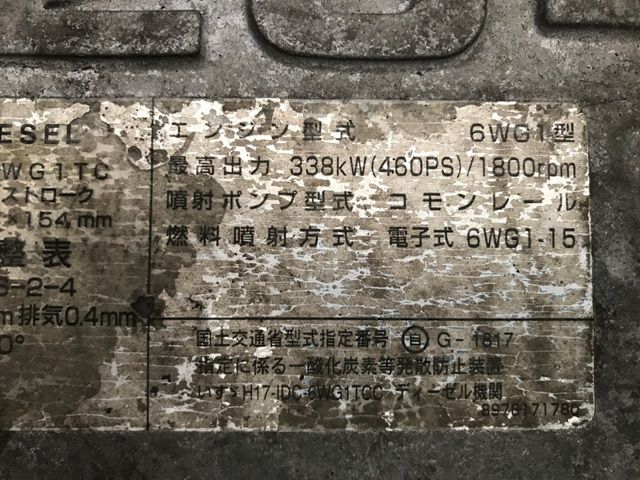 ESEL
WG1TC
ストローク
×154mm
整表
-2-4
m排気0.4mm
0°
エンジン型式 6WG1型
最高出力 338kW(460PS)/1800rpm
噴射ポンプ型式 コモンレール
燃料噴射方式 電子式 6WG1-15
国土交通省型式指定番号 自 G-1817
指定に係る一酸化炭素等発散防止装置
いすゞH17-IDC-6WG1TCC ディーゼル機関
8976171780